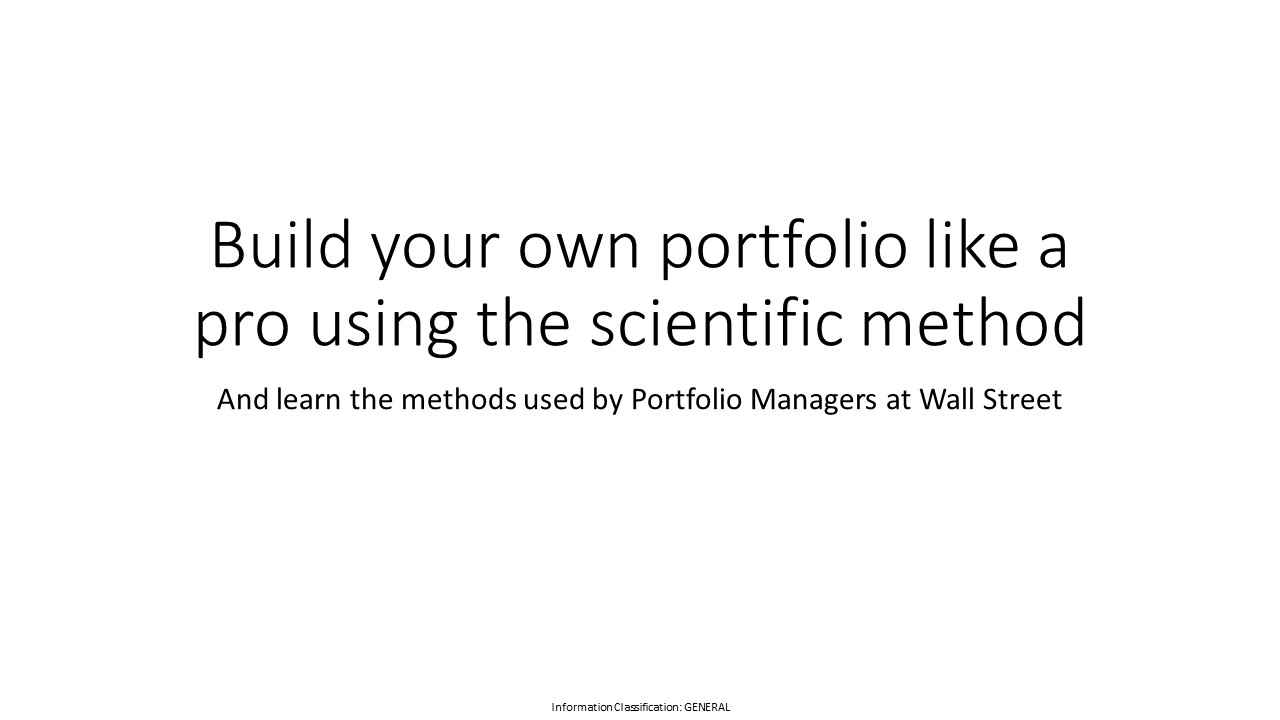 Build your own portfolio like a
pro using the scientific method
And learn the methods used by Portfolio Managers at Wall Street
Information Classification: GENERAL